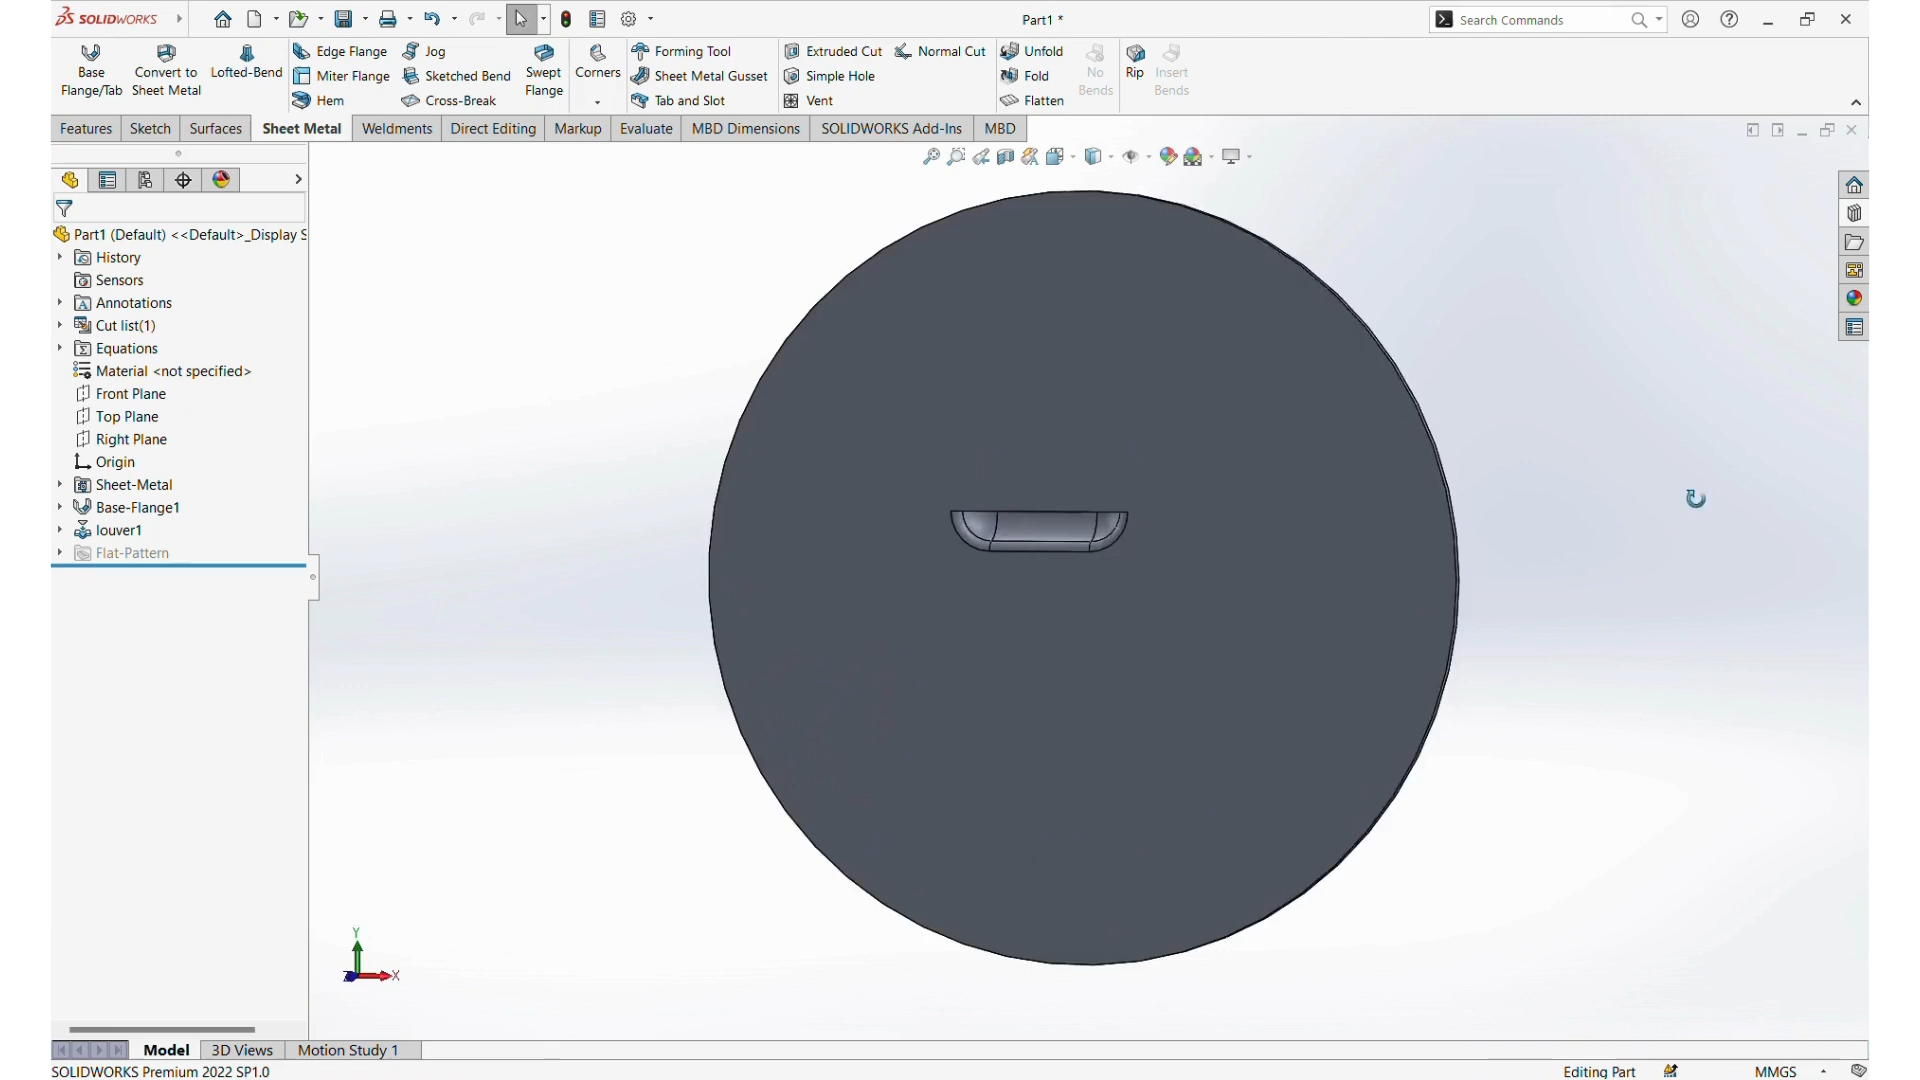 SOLIDWORKS
Part1 *
Search Commands
Base Flange/Tab
Convert to Sheet Metal
Lofted-Bend
Edge Flange
Miter Flange
Hem
Jog
Sketched Bend
Cross-Break
Swept Flange
Corners
Forming Tool
Sheet Metal Gusset
Tab and Slot
Extruded Cut
Simple Hole
Vent
Normal Cut
Unfold
Fold
Flatten
No Bends
Rip
Insert Bends
Features Sketch Surfaces Sheet Metal Weldments Direct Editing Markup Evaluate MBD Dimensions SOLIDWORKS Add-Ins MBD
Part1 (Default) <<Default>_Display S
History
Sensors
Annotations
Cut list(1)
Equations
Material <not specified>
Front Plane
Top Plane
Right Plane
Origin
Sheet-Metal
Base-Flange1
louver1
Flat-Pattern
Y
X
Model 3D Views Motion Study 1
SOLIDWORKS Premium 2022 SP1.0
Editing Part
MMGS